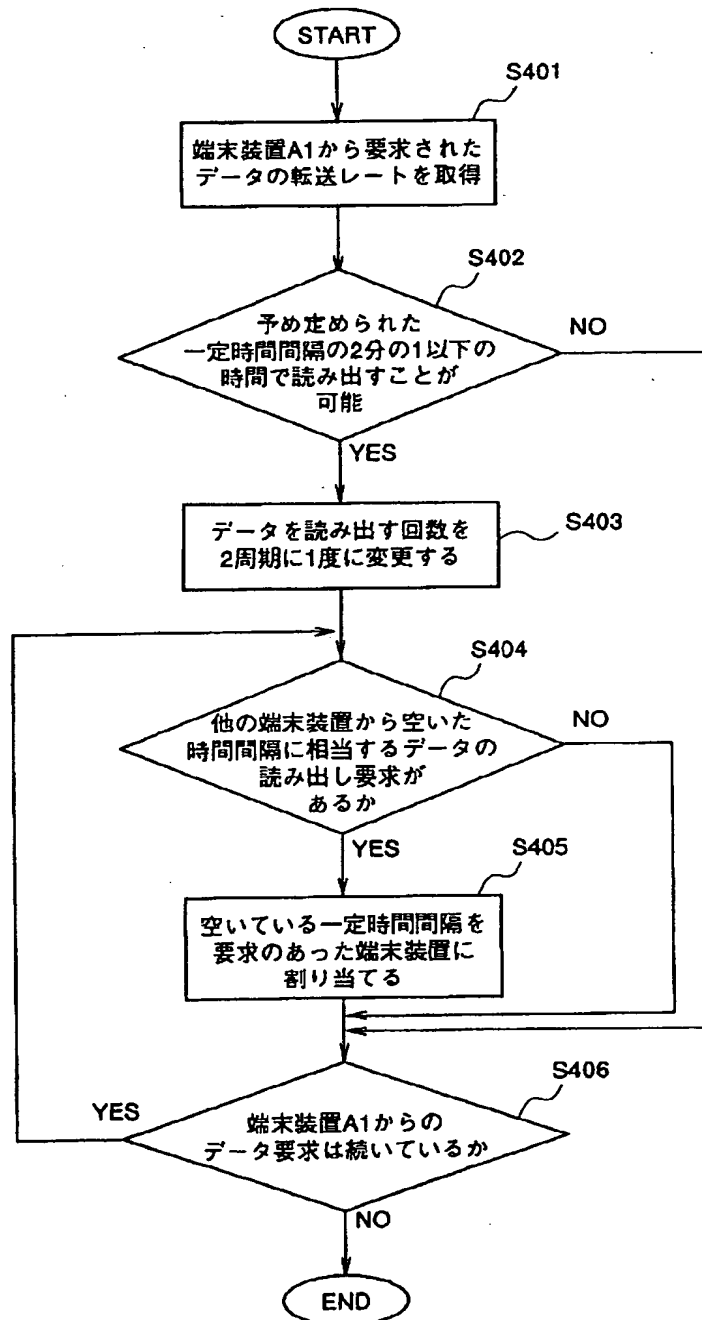 START
S401
端末装置A1から要求された
データの転送レートを取得
S402
予め定められた
一定時間間隔の2分の1以下の
時間で読み出すことが
可能
NO
YES
S403
データを読み出す回数を
2周期に1度に変更する
S404
他の端末装置から空いた
時間間隔に相当するデータの
読み出し要求が
あるか
NO
YES
S405
空いている一定時間間隔を
要求のあった端末装置に
割り当てる
S406
YES
端末装置A1からの
データ要求は続いているか
NO
END